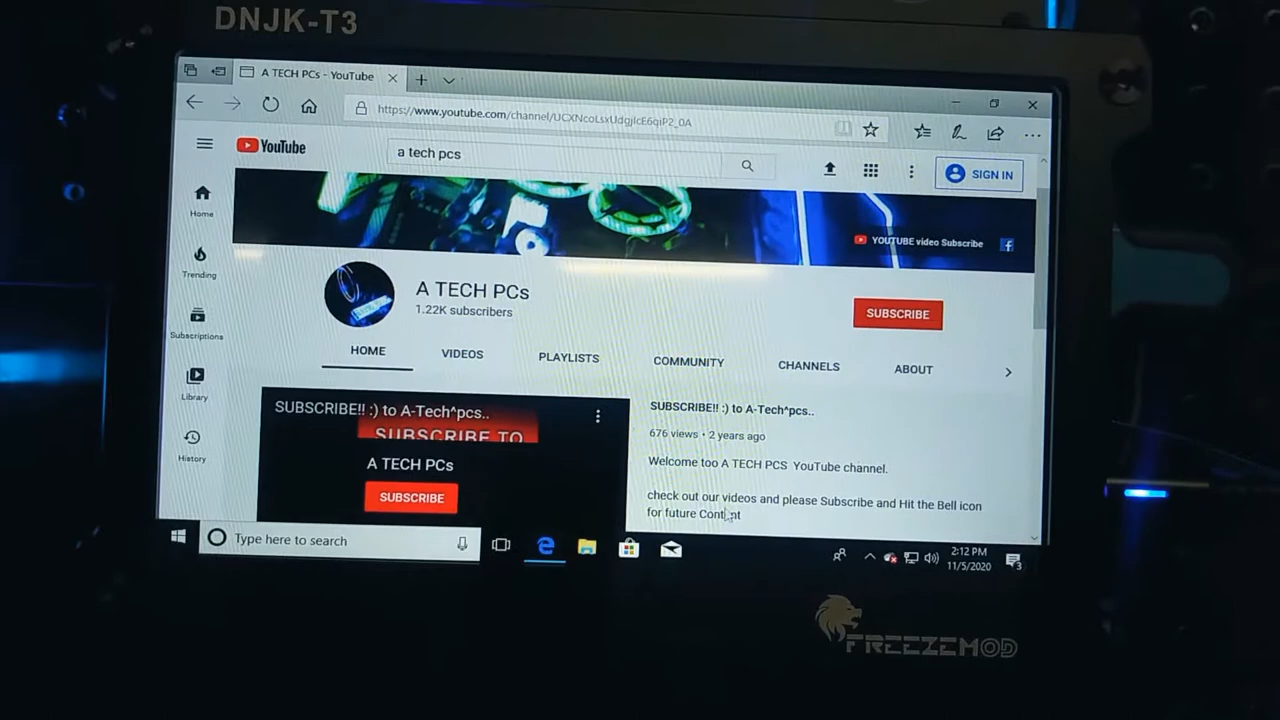 DNJK-T3
A TECH PCs - YouTube
https://www.youtube.com/channel/UCXNcoLsxUdgjIcE6qiP2_0A
YouTube
a tech pcs
SIGN IN
Home
YOUTUBE video Subscribe
Trending
A TECH PCs
1.22K subscribers
SUBSCRIBE
Subscriptions
HOME
VIDEOS
PLAYLISTS
COMMUNITY
CHANNELS
ABOUT
Library
SUBSCRIBE!! :) to A-Tech^pcs..
SUBSCRIBE TO
A TECH PCs
SUBSCRIBE
SUBSCRIBE!! :) to A-Tech^pcs..
676 views • 2 years ago
Welcome too A TECH PCS YouTube channel.
check out our videos and please Subscribe and Hit the Bell icon
for future Content
History
Type here to search
2:12 PM
11/5/2020
3
FREEZEMOD